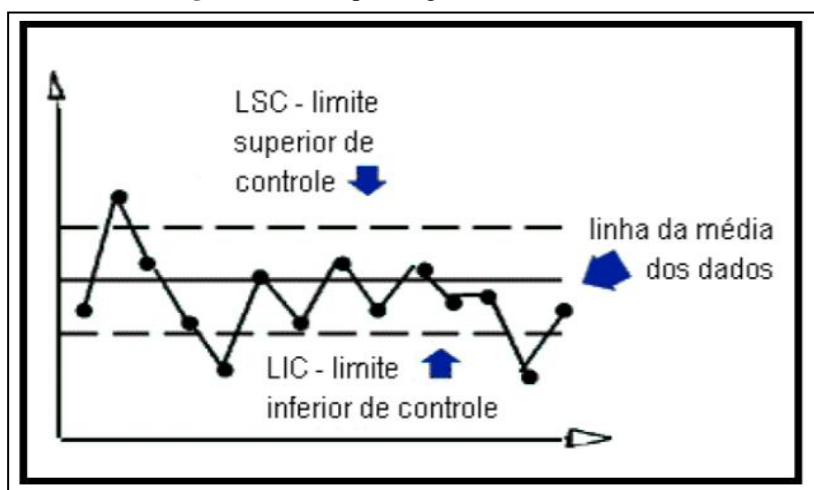 LSC - limite
superior de
controle
linha da média
dos dados
LIC - limite
inferior de controle